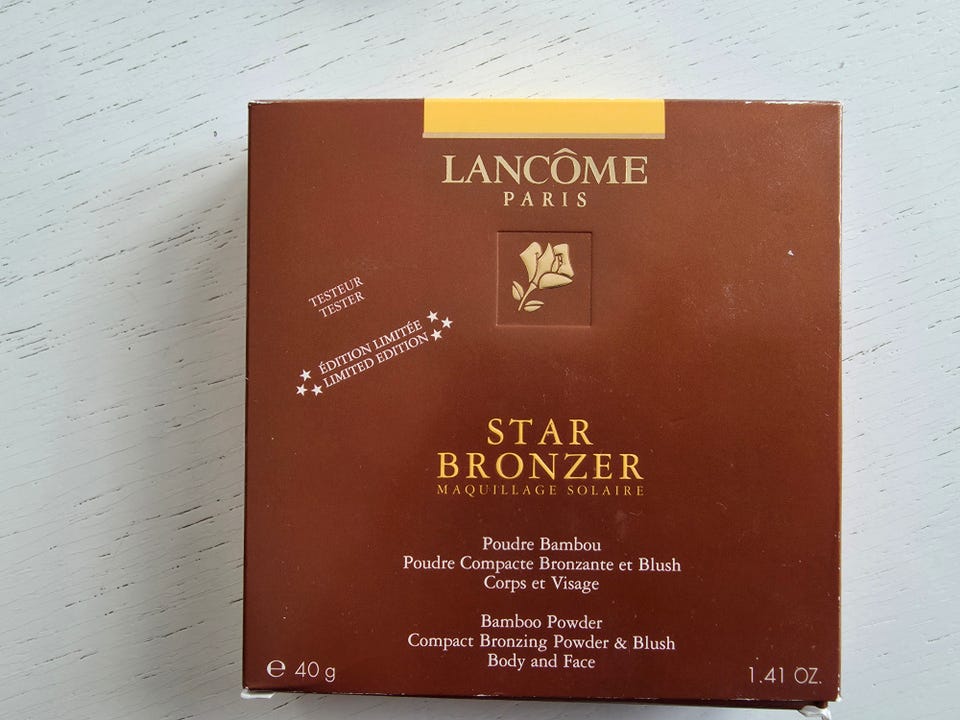 LANCÔME
PARIS
TESTEUR
TESTER
ÉDITION LIMITÉE
LIMITED EDITION
STAR
BRONZER
MAQUILLAGE SOLAIRE
Poudre Bambou
Poudre Compacte Bronzante et Blush
Corps et Visage
Bamboo Powder
Compact Bronzing Powder & Blush
Body and Face
℮ 40 g
1.41 OZ.